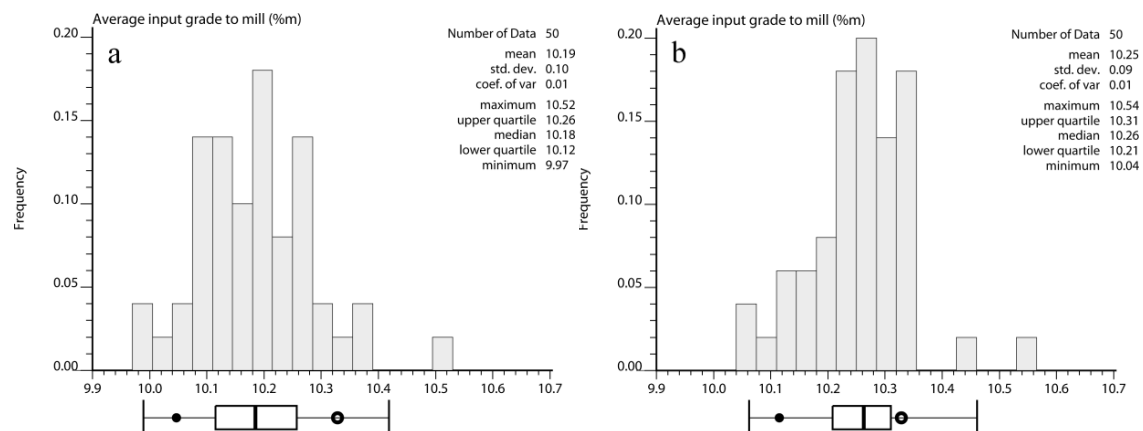 Average input grade to mill (%m)
a
Number of Data 50
mean 10.19
std. dev. 0.10
coef. of var 0.01
maximum 10.52
upper quartile 10.26
median 10.18
lower quartile 10.12
minimum 9.97
Frequency
0.20
0.15
0.10
0.05
0.00
9.9 10.0 10.1 10.2 10.3 10.4 10.5 10.6 10.7
Average input grade to mill (%m)
b
Number of Data 50
mean 10.25
std. dev. 0.09
coef. of var 0.01
maximum 10.54
upper quartile 10.31
median 10.26
lower quartile 10.21
minimum 10.04
Frequency
0.20
0.15
0.10
0.05
0.00
9.9 10.0 10.1 10.2 10.3 10.4 10.5 10.6 10.7